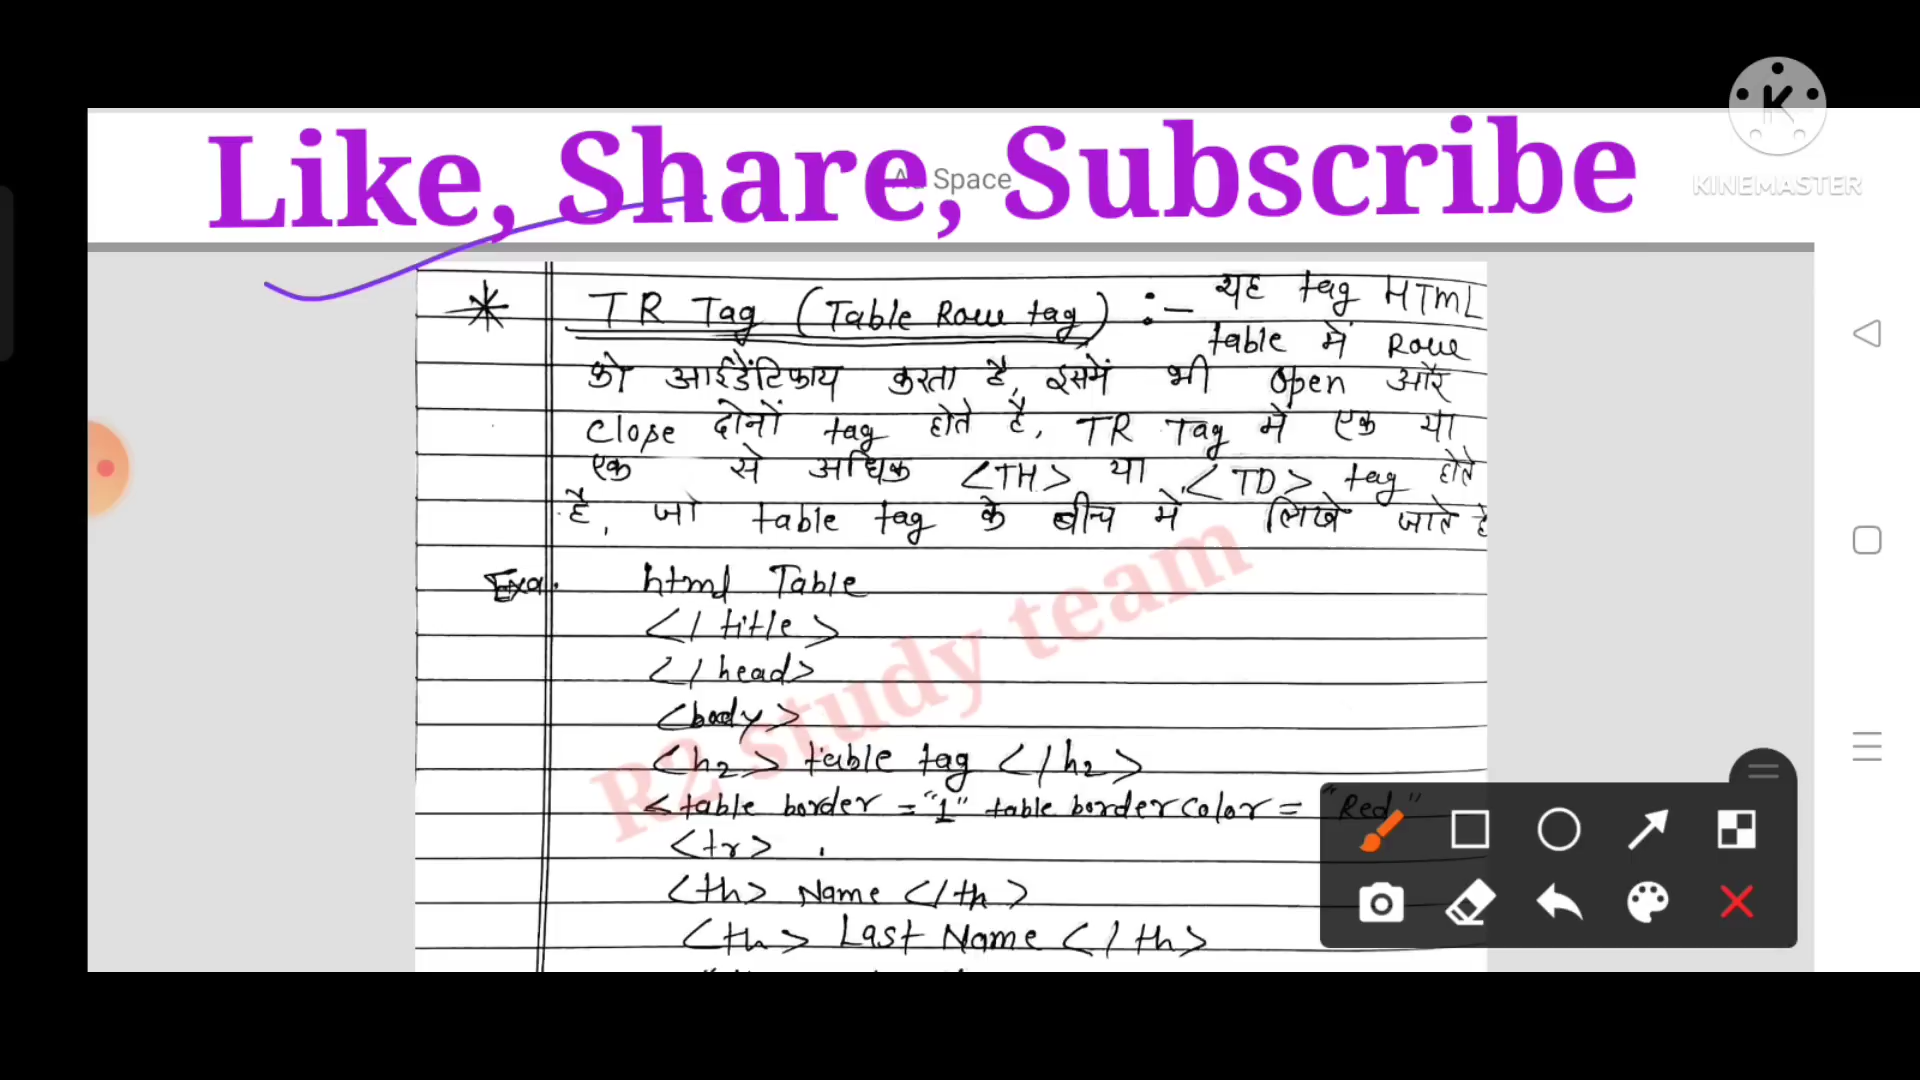 Like, Share, Subscribe
Ad Space
KINEMASTER
TR Tag (Table Row tag) :- यह tag HTML
table में Row
को आईडेंटिफाय करता है, इसमें भी open और
Close दोनों tag होते है, TR Tag में एक या
एक से अधिक <TH> या <TD> tag होते
है, जो table tag के बीच में लिखे जाते है
Exa. html Table
</title>
</head>
<body>
<h2> table tag </h2>
<table border = "1" table bordercolor = "Red"
<tr>
<th> Name </th>
<th> Last Name </th>
R2 study team